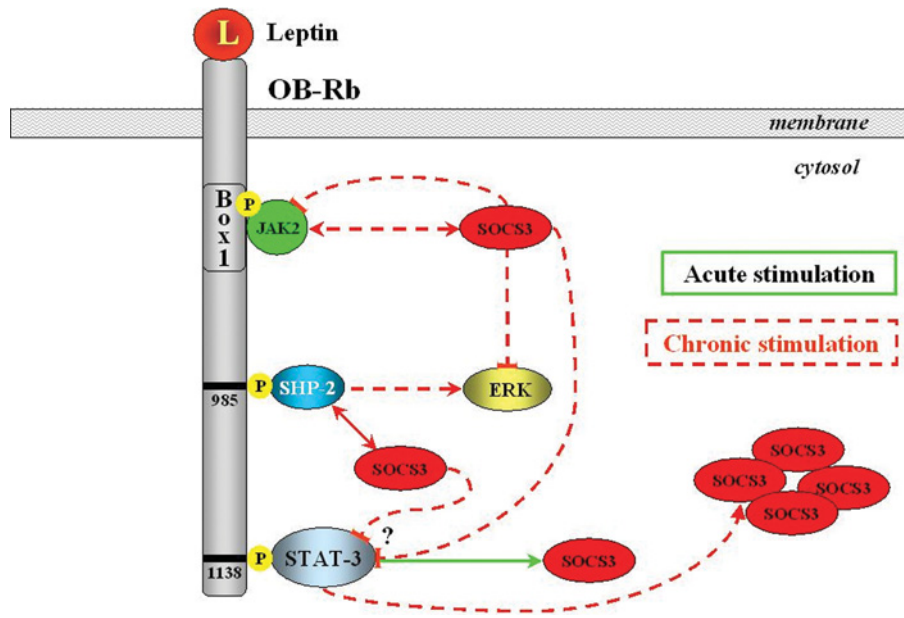 L
Leptin
OB-Rb
membrane
cytosol
Box1
P
JAK2
SOCS3
Acute stimulation
Chronic stimulation
985
P
SHP-2
ERK
SOCS3
SOCS3
SOCS3
SOCS3
SOCS3
?
1138
P
STAT-3
SOCS3